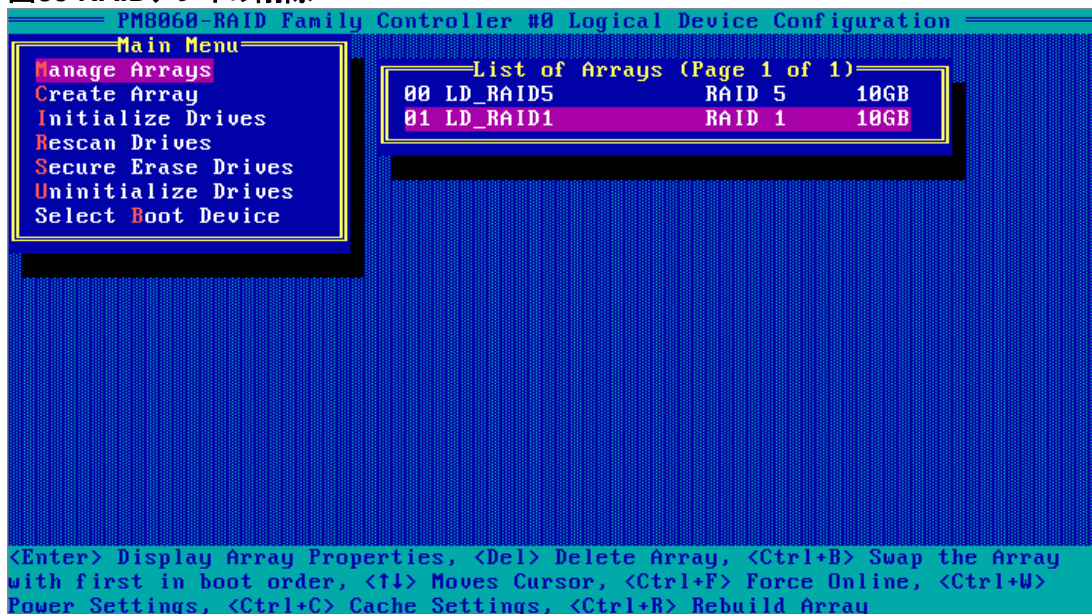 PM8060-RAID Family Controller #0 Logical Device Configuration
Main Menu
Manage Arrays
Create Array
Initialize Drives
Rescan Drives
Secure Erase Drives
Uninitialize Drives
Select Boot Device
List of Arrays (Page 1 of 1)
00 LD_RAID5 RAID 5 10GB
01 LD_RAID1 RAID 1 10GB
<Enter> Display Array Properties, <Del> Delete Array, <Ctrl+B> Swap the Array
with first in boot order, <↑↓> Moves Cursor, <Ctrl+F> Force Online, <Ctrl+W>
Power Settings, <Ctrl+C> Cache Settings, <Ctrl+R> Rebuild Array